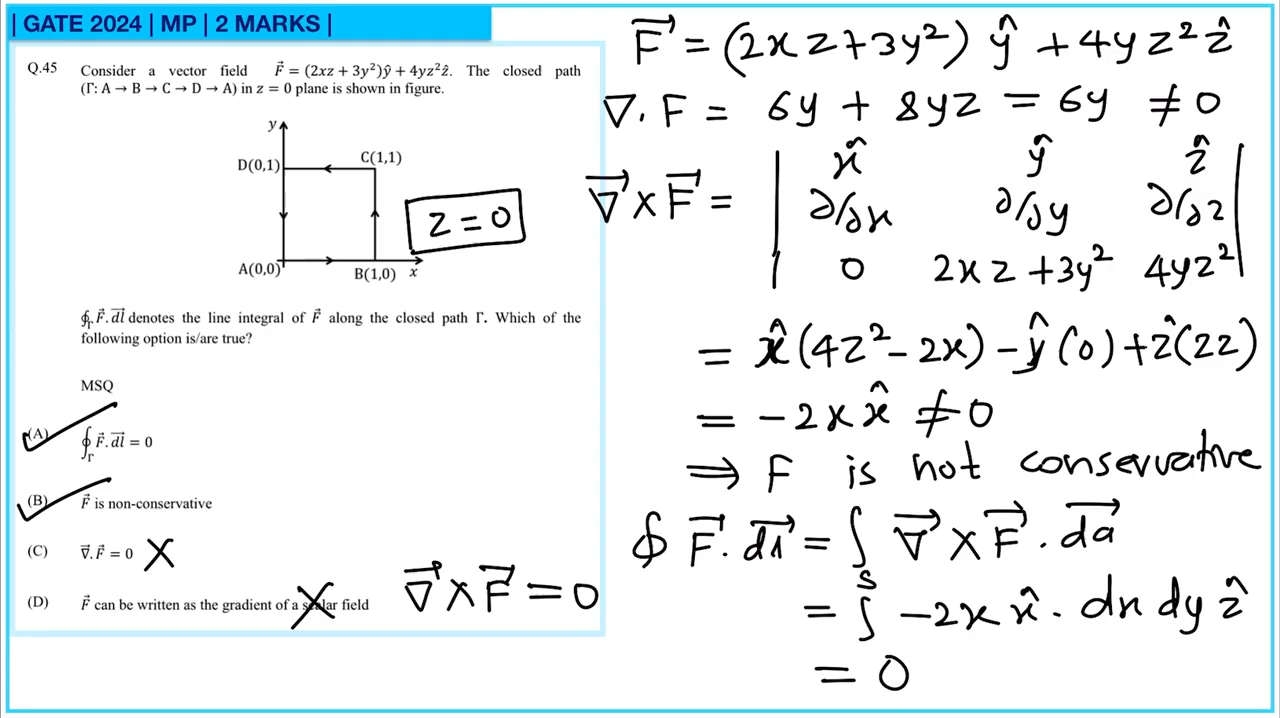 | GATE 2024 | MP | 2 MARKS |
Q.45 Consider a vector field F⃗ = (2xz + 3y²)ŷ + 4yz²ẑ. The closed path
(Γ: A → B → C → D → A) in z = 0 plane is shown in figure.
y
D(0,1) C(1,1)
z = 0
A(0,0) B(1,0) x
∮_Γ F⃗. dl⃗ denotes the line integral of F⃗ along the closed path Γ. Which of the
following option is/are true?
MSQ
(A) ∮_Γ F⃗. dl⃗ = 0
(B) F⃗ is non-conservative
(C) ∇⃗. F⃗ = 0
(D) F⃗ can be written as the gradient of a scalar field
∇⃗ × F⃗ = 0
F⃗ = (2xz + 3y²) ŷ + 4yz² ẑ
∇. F = 6y + 8yz = 6y ≠ 0
∇⃗ × F⃗ = | x̂ ŷ ẑ |
∂/∂x ∂/∂y ∂/∂z
0 2xz + 3y² 4yz²
= x̂ (4z² - 2x) - ŷ (0) + ẑ (2z)
= -2x x̂ ≠ 0
⇒ F is not conservative
∮ F⃗. dl⃗ = ∫_S ∇⃗ × F⃗ . da⃗
= ∫_S -2x x̂ . dx dy ẑ
= 0